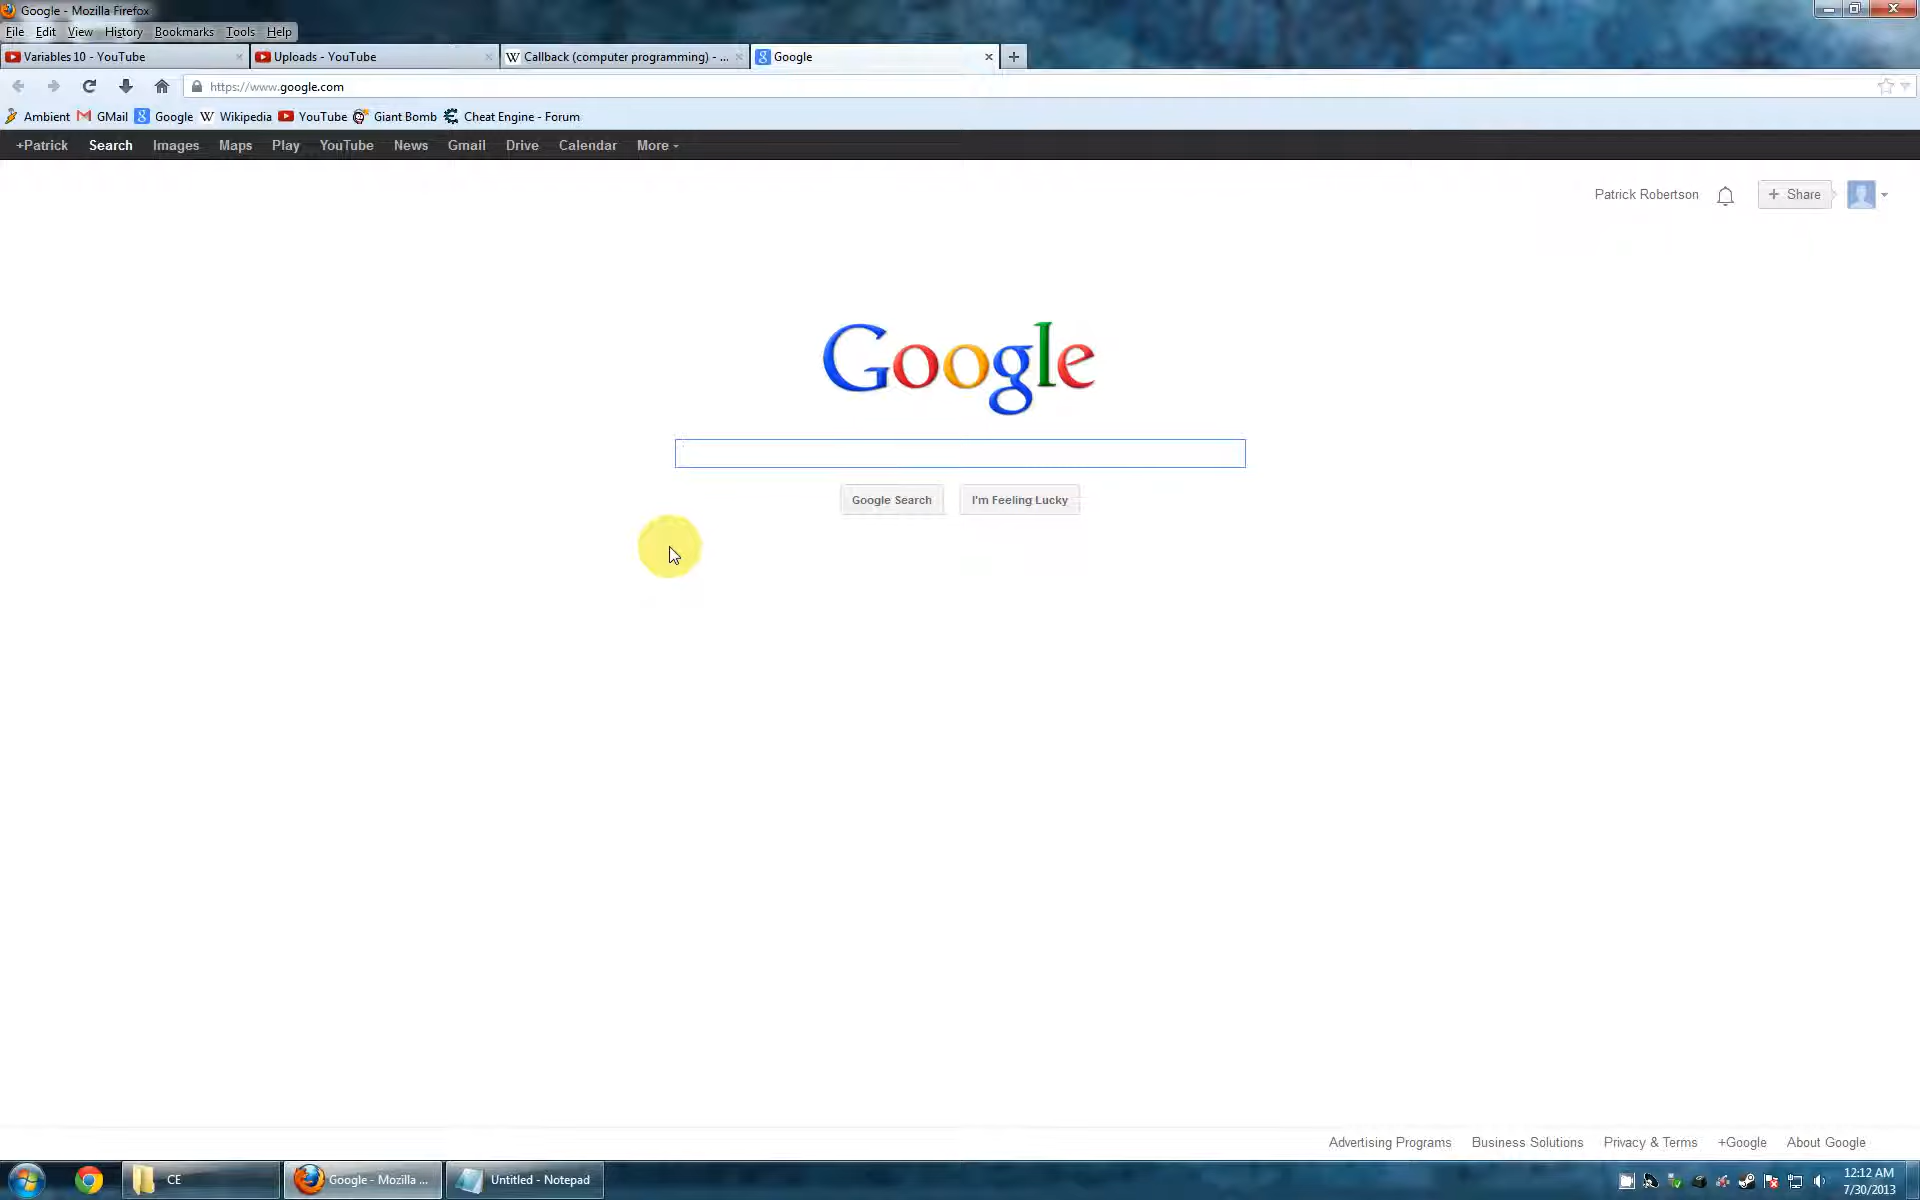 Google - Mozilla Firefox
File Edit View History Bookmarks Tools Help
Variables 10 - YouTube Uploads - YouTube Callback (computer programming) - ... Google
https://www.google.com
Ambient GMail Google Wikipedia YouTube Giant Bomb Cheat Engine - Forum
+Patrick Search Images Maps Play YouTube News Gmail Drive Calendar More
Patrick Robertson + Share
Google
Google Search I'm Feeling Lucky
Advertising Programs Business Solutions Privacy & Terms +Google About Google
CE Google - Mozilla ... Untitled - Notepad 12:12 AM
7/30/2013